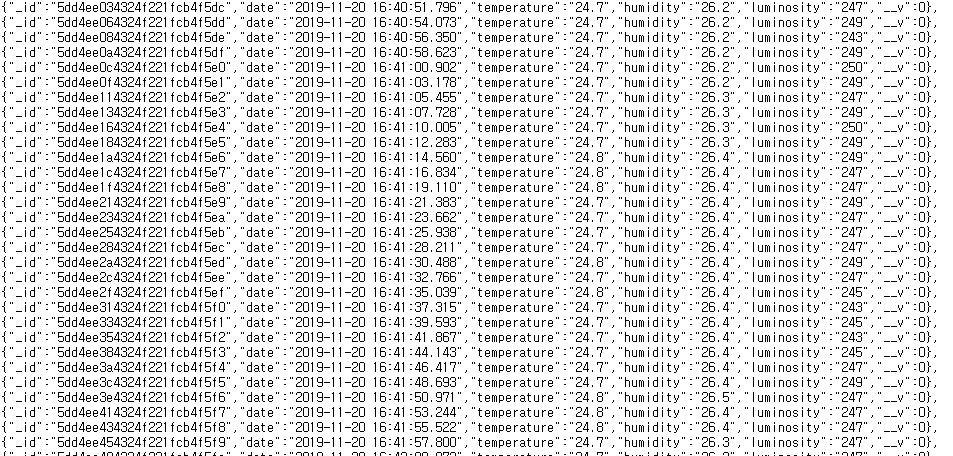 {"_id":"5dd4ee034324f221fcb4f5dc","date":"2019-11-20 16:40:51.796","temperature":"24.7","humidity":"26.2","luminosity":"247","__v":0},
{"_id":"5dd4ee064324f221fcb4f5dd","date":"2019-11-20 16:40:54.073","temperature":"24.7","humidity":"26.2","luminosity":"249","__v":0},
{"_id":"5dd4ee084324f221fcb4f5de","date":"2019-11-20 16:40:56.350","temperature":"24.7","humidity":"26.2","luminosity":"243","__v":0},
{"_id":"5dd4ee0a4324f221fcb4f5df","date":"2019-11-20 16:40:58.623","temperature":"24.7","humidity":"26.2","luminosity":"249","__v":0},
{"_id":"5dd4ee0c4324f221fcb4f5e0","date":"2019-11-20 16:41:00.902","temperature":"24.7","humidity":"26.2","luminosity":"250","__v":0},
{"_id":"5dd4ee0f4324f221fcb4f5e1","date":"2019-11-20 16:41:03.178","temperature":"24.7","humidity":"26.2","luminosity":"249","__v":0},
{"_id":"5dd4ee114324f221fcb4f5e2","date":"2019-11-20 16:41:05.455","temperature":"24.7","humidity":"26.3","luminosity":"247","__v":0},
{"_id":"5dd4ee134324f221fcb4f5e3","date":"2019-11-20 16:41:07.728","temperature":"24.7","humidity":"26.3","luminosity":"249","__v":0},
{"_id":"5dd4ee164324f221fcb4f5e4","date":"2019-11-20 16:41:10.005","temperature":"24.7","humidity":"26.3","luminosity":"250","__v":0},
{"_id":"5dd4ee184324f221fcb4f5e5","date":"2019-11-20 16:41:12.283","temperature":"24.7","humidity":"26.3","luminosity":"249","__v":0},
{"_id":"5dd4ee1a4324f221fcb4f5e6","date":"2019-11-20 16:41:14.560","temperature":"24.8","humidity":"26.4","luminosity":"249","__v":0},
{"_id":"5dd4ee1c4324f221fcb4f5e7","date":"2019-11-20 16:41:16.834","temperature":"24.8","humidity":"26.4","luminosity":"247","__v":0},
{"_id":"5dd4ee1f4324f221fcb4f5e8","date":"2019-11-20 16:41:19.110","temperature":"24.8","humidity":"26.4","luminosity":"247","__v":0},
{"_id":"5dd4ee214324f221fcb4f5e9","date":"2019-11-20 16:41:21.383","temperature":"24.7","humidity":"26.4","luminosity":"249","__v":0},
{"_id":"5dd4ee234324f221fcb4f5ea","date":"2019-11-20 16:41:23.662","temperature":"24.7","humidity":"26.4","luminosity":"247","__v":0},
{"_id":"5dd4ee254324f221fcb4f5eb","date":"2019-11-20 16:41:25.938","temperature":"24.7","humidity":"26.4","luminosity":"247","__v":0},
{"_id":"5dd4ee284324f221fcb4f5ec","date":"2019-11-20 16:41:28.211","temperature":"24.7","humidity":"26.4","luminosity":"247","__v":0},
{"_id":"5dd4ee2a4324f221fcb4f5ed","date":"2019-11-20 16:41:30.488","temperature":"24.8","humidity":"26.4","luminosity":"249","__v":0},
{"_id":"5dd4ee2c4324f221fcb4f5ee","date":"2019-11-20 16:41:32.766","temperature":"24.7","humidity":"26.4","luminosity":"247","__v":0},
{"_id":"5dd4ee2f4324f221fcb4f5ef","date":"2019-11-20 16:41:35.039","temperature":"24.8","humidity":"26.4","luminosity":"245","__v":0},
{"_id":"5dd4ee314324f221fcb4f5f0","date":"2019-11-20 16:41:37.315","temperature":"24.7","humidity":"26.4","luminosity":"243","__v":0},
{"_id":"5dd4ee334324f221fcb4f5f1","date":"2019-11-20 16:41:39.593","temperature":"24.7","humidity":"26.4","luminosity":"245","__v":0},
{"_id":"5dd4ee354324f221fcb4f5f2","date":"2019-11-20 16:41:41.867","temperature":"24.7","humidity":"26.4","luminosity":"243","__v":0},
{"_id":"5dd4ee384324f221fcb4f5f3","date":"2019-11-20 16:41:44.143","temperature":"24.7","humidity":"26.4","luminosity":"245","__v":0},
{"_id":"5dd4ee3a4324f221fcb4f5f4","date":"2019-11-20 16:41:46.417","temperature":"24.7","humidity":"26.4","luminosity":"247","__v":0},
{"_id":"5dd4ee3c4324f221fcb4f5f5","date":"2019-11-20 16:41:48.693","temperature":"24.7","humidity":"26.4","luminosity":"249","__v":0},
{"_id":"5dd4ee3e4324f221fcb4f5f6","date":"2019-11-20 16:41:50.971","temperature":"24.8","humidity":"26.5","luminosity":"247","__v":0},
{"_id":"5dd4ee414324f221fcb4f5f7","date":"2019-11-20 16:41:53.244","temperature":"24.8","humidity":"26.4","luminosity":"247","__v":0},
{"_id":"5dd4ee434324f221fcb4f5f8","date":"2019-11-20 16:41:55.522","temperature":"24.8","humidity":"26.4","luminosity":"247","__v":0},
{"_id":"5dd4ee454324f221fcb4f5f9","date":"2019-11-20 16:41:57.800","temperature":"24.7","humidity":"26.3","luminosity":"247","__v":0},